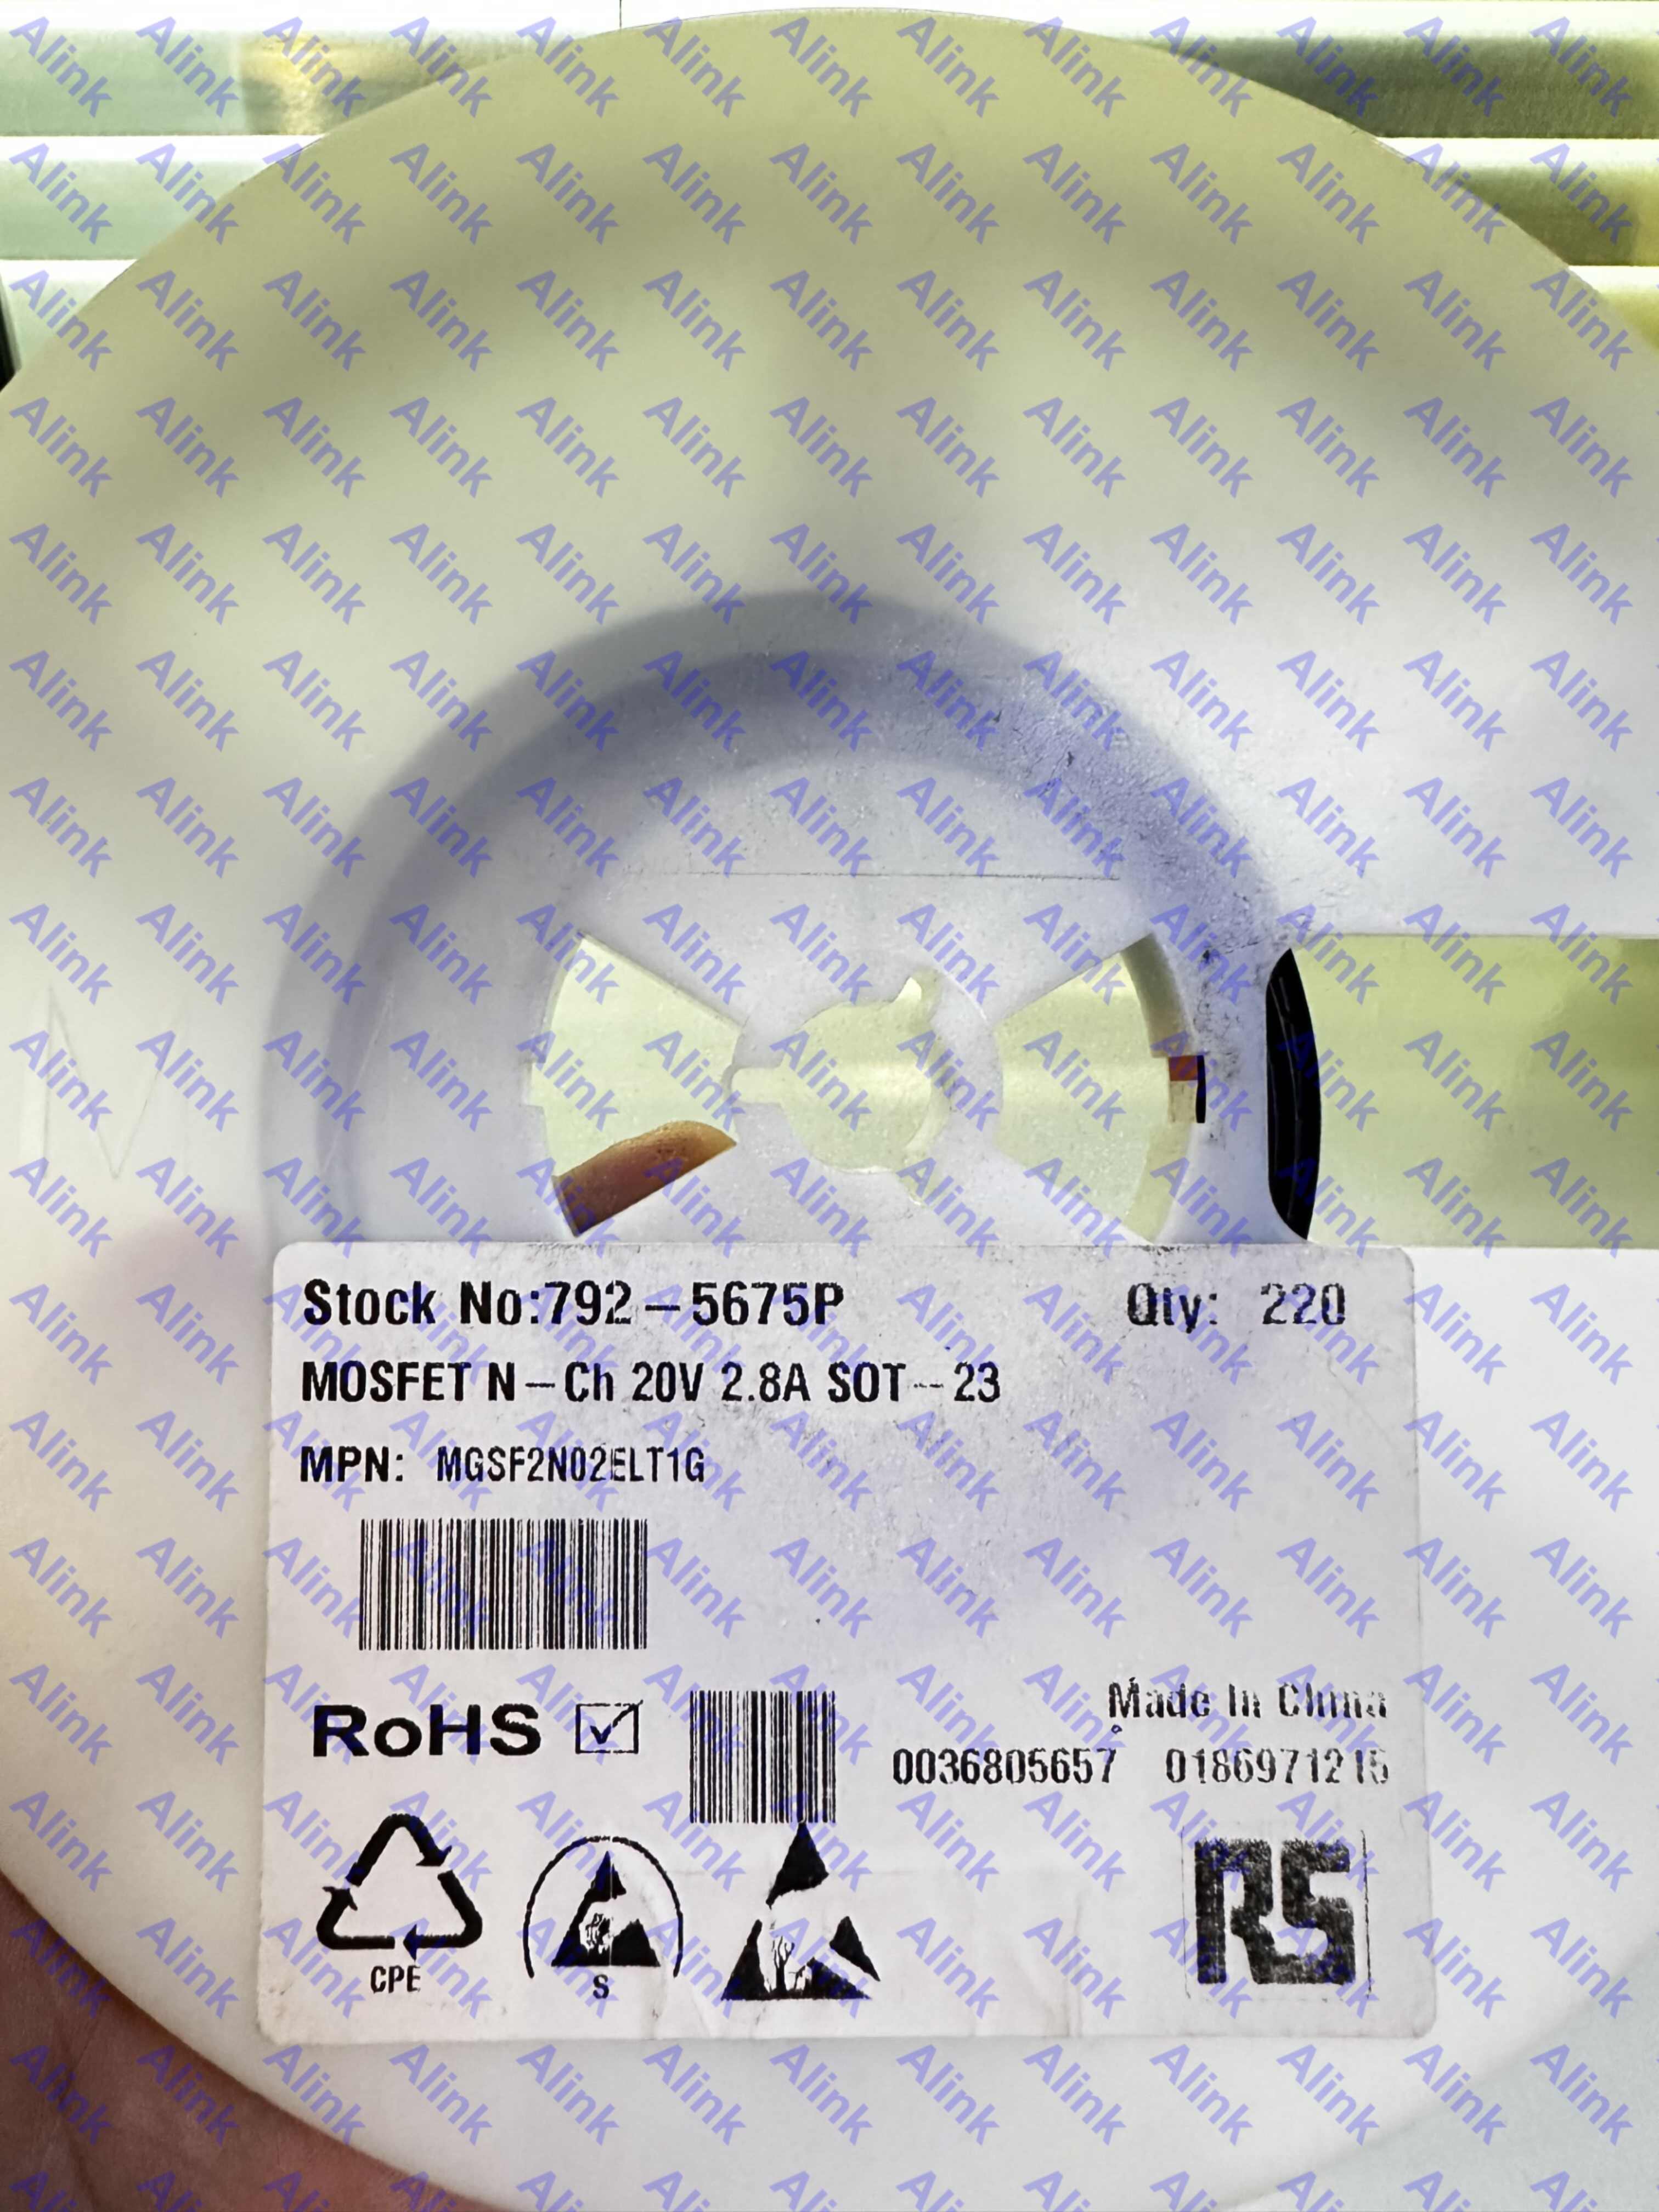 Stock No:792-5675P Qty: 220
MOSFET N-Ch 20V 2.8A SOT-23
MPN: MGSF2N02ELT1G
RoHS
Made In China
0036805657 0186971215
CPE
S
RS
Alink